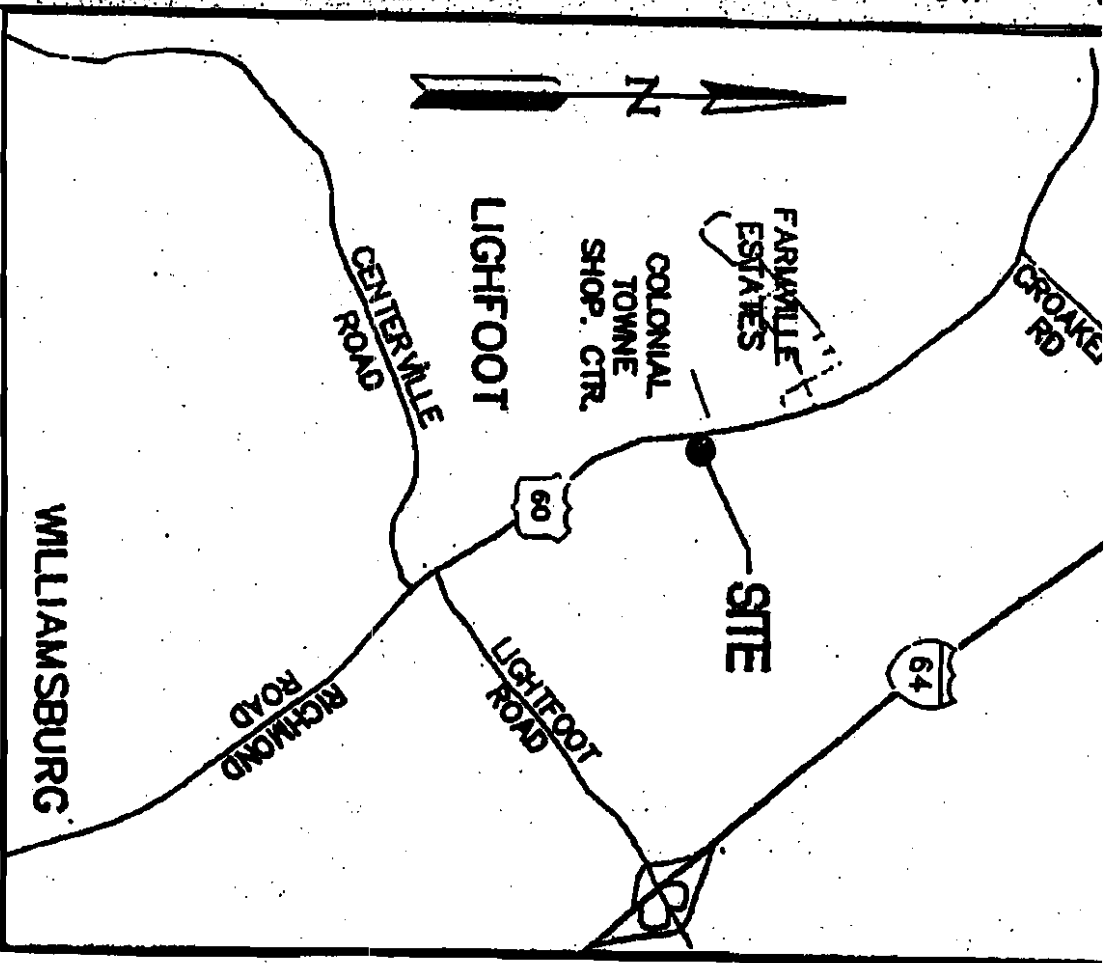 CROAKER
RD
64
N
FARMVILLE
ESTATES
SITE
COLONIAL
TOWNE
SHOP. CTR.
60
LIGHFOOT
LIGHTFOOT
ROAD
CENTERVILLE
ROAD
RICHMOND
ROAD
WILLIAMSBURG